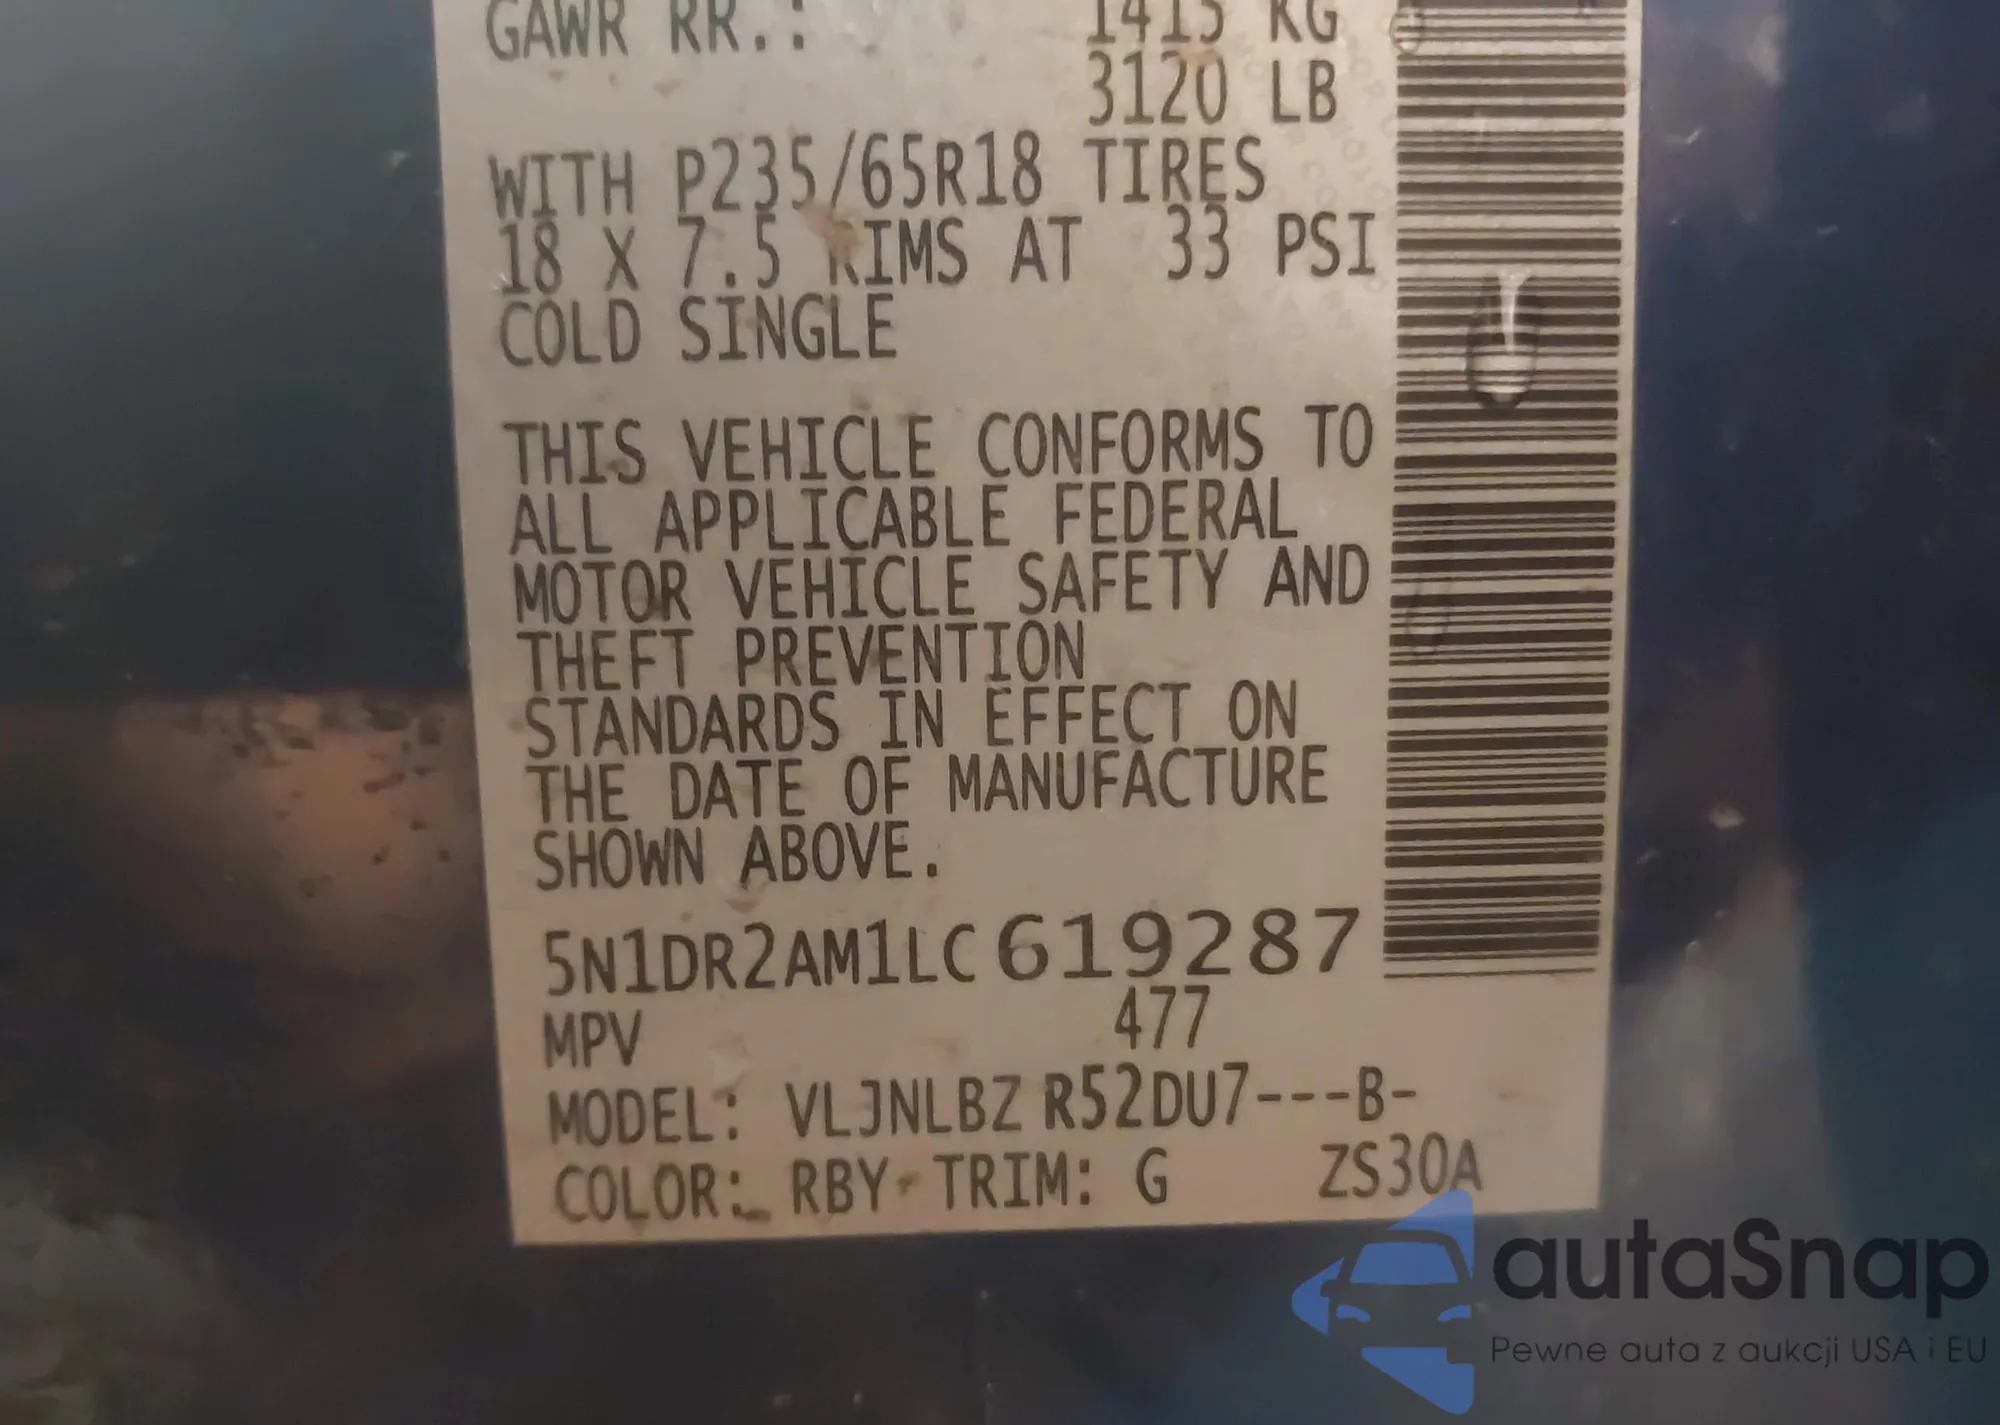 GAWR RR.: 1415 KG
3120 LB
WITH P235/65R18 TIRES
18 X 7.5 RIMS AT 33 PSI
COLD SINGLE
THIS VEHICLE CONFORMS TO
ALL APPLICABLE FEDERAL
MOTOR VEHICLE SAFETY AND
THEFT PREVENTION
STANDARDS IN EFFECT ON
THE DATE OF MANUFACTURE
SHOWN ABOVE.
5N1DR2AM1LC619287
MPV 477
MODEL: VLJNLBZ R52DU7---B-
COLOR: RBY TRIM: G ZS30A
autaSnap
Pewne auta z aukcji USA i EU